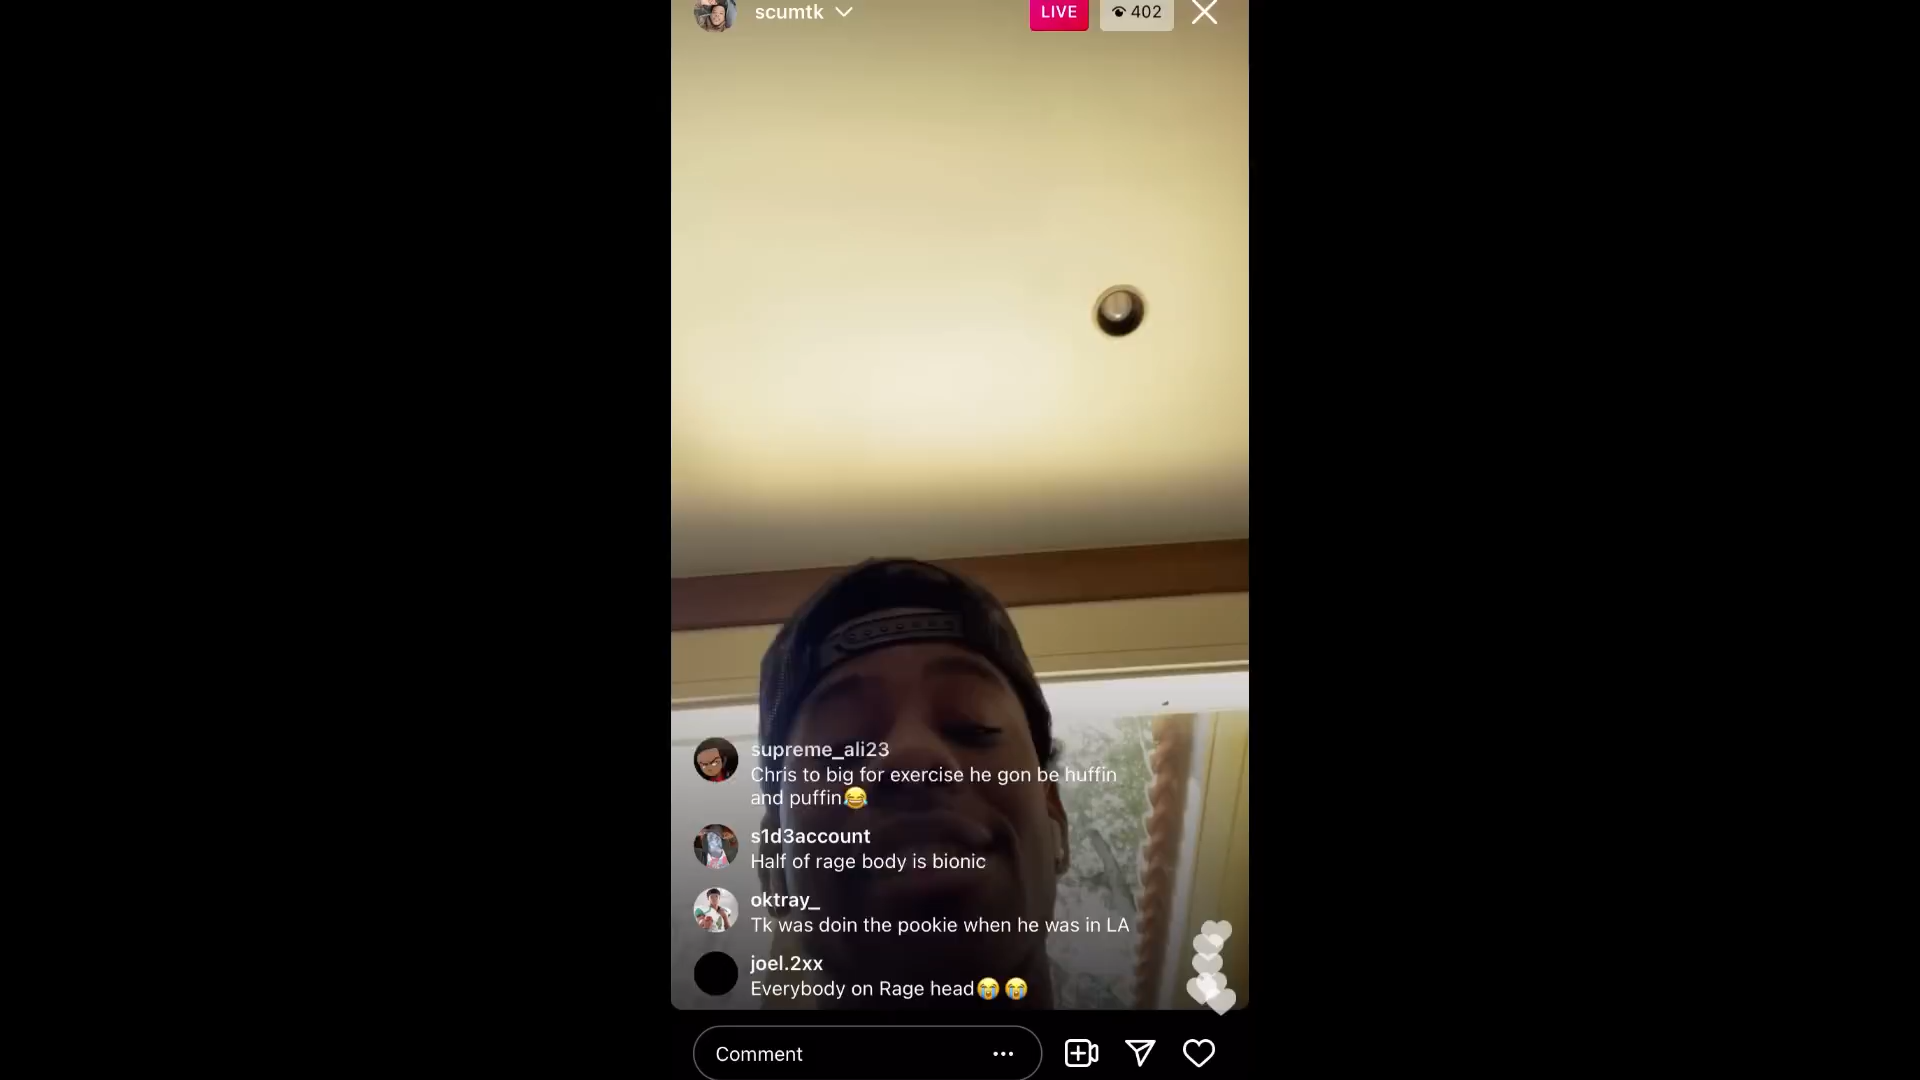 scumtk
LIVE
402
supreme_ali23
Chris to big for exercise he gon be huffin
and puffin😂
s1d3account
Half of rage body is bionic
oktray_
Tk was doin the pookie when he was in LA
joel.2xx
Everybody on Rage head😭😭
Comment